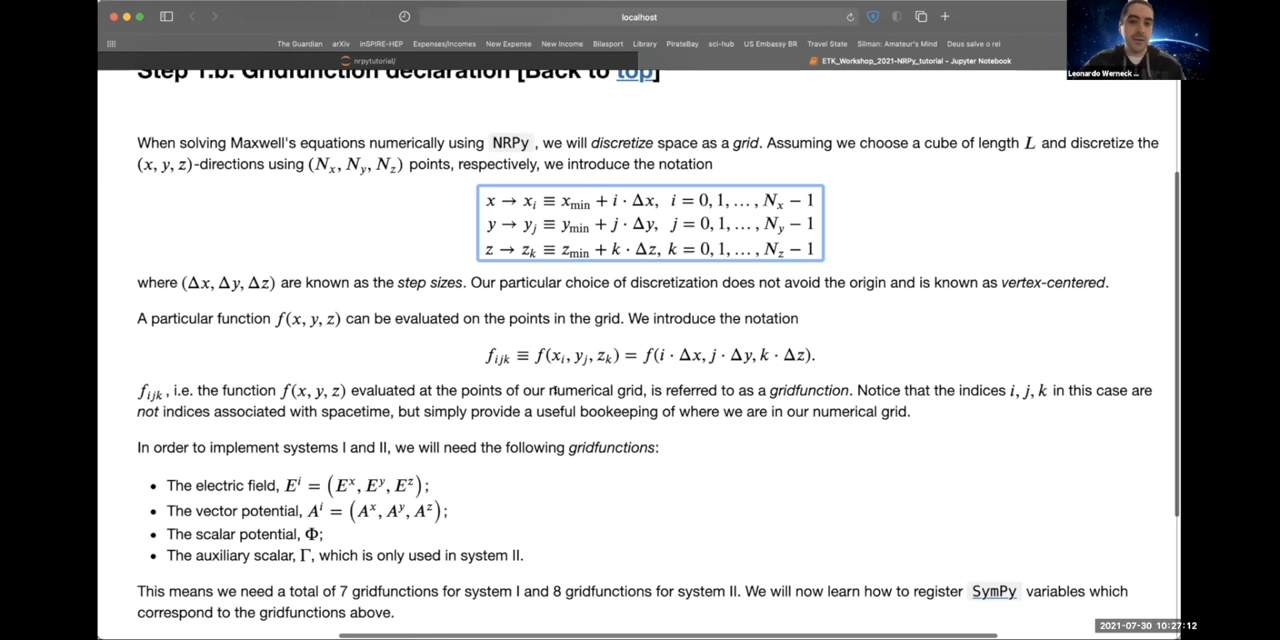 localhost
The Guardian arXiv inSPIRE-HEP Expenses/Incomes New Expense New Income Bilasport Library PirateBay sci-hub US Embassy BR Travel State Silman: Amateur's Mind Deus salve o rei
nrpytutorial/ ETK_Workshop_2021-NRPy_tutorial - Jupyter Notebook
Leonardo Werneck ...
Step 1.b: Gridfunction declaration [Back to top]
When solving Maxwell's equations numerically using NRPy , we will discretize space as a grid. Assuming we choose a cube of length L and discretize the
(x, y, z)-directions using (Nx, Ny, Nz) points, respectively, we introduce the notation
x → xi ≡ xmin + i · Δx, i = 0, 1, … , Nx − 1
y → yj ≡ ymin + j · Δy, j = 0, 1, … , Ny − 1
z → zk ≡ zmin + k · Δz, k = 0, 1, … , Nz − 1
where (Δx, Δy, Δz) are known as the step sizes. Our particular choice of discretization does not avoid the origin and is known as vertex-centered.
A particular function f(x, y, z) can be evaluated on the points in the grid. We introduce the notation
fijk ≡ f(xi, yj, zk) = f(i · Δx, j · Δy, k · Δz).
fijk , i.e. the function f(x, y, z) evaluated at the points of our numerical grid, is referred to as a gridfunction. Notice that the indices i, j, k in this case are
not indices associated with spacetime, but simply provide a useful bookeeping of where we are in our numerical grid.
In order to implement systems I and II, we will need the following gridfunctions:
• The electric field, E^i = (E^x, E^y, E^z);
• The vector potential, A^i = (A^x, A^y, A^z);
• The scalar potential, Φ;
• The auxiliary scalar, Γ, which is only used in system II.
This means we need a total of 7 gridfunctions for system I and 8 gridfunctions for system II. We will now learn how to register SymPy variables which
correspond to the gridfunctions above.
2021-07-30 10:27:12